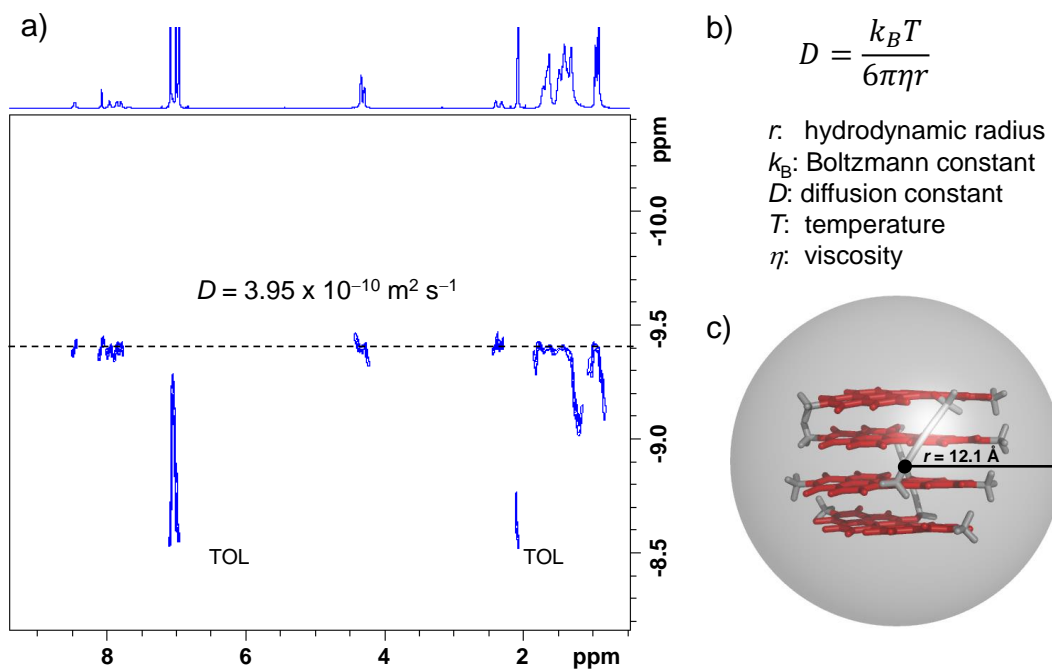 a)
ppm
-10.0
-9.5
-9.0
-8.5
D = 3.95 x 10⁻¹⁰ m² s⁻¹
TOL
TOL
8
6
4
2
ppm
b)
D = k_BT / 6πηr
r: hydrodynamic radius
k_B: Boltzmann constant
D: diffusion constant
T: temperature
η: viscosity
c)
r = 12.1 Å